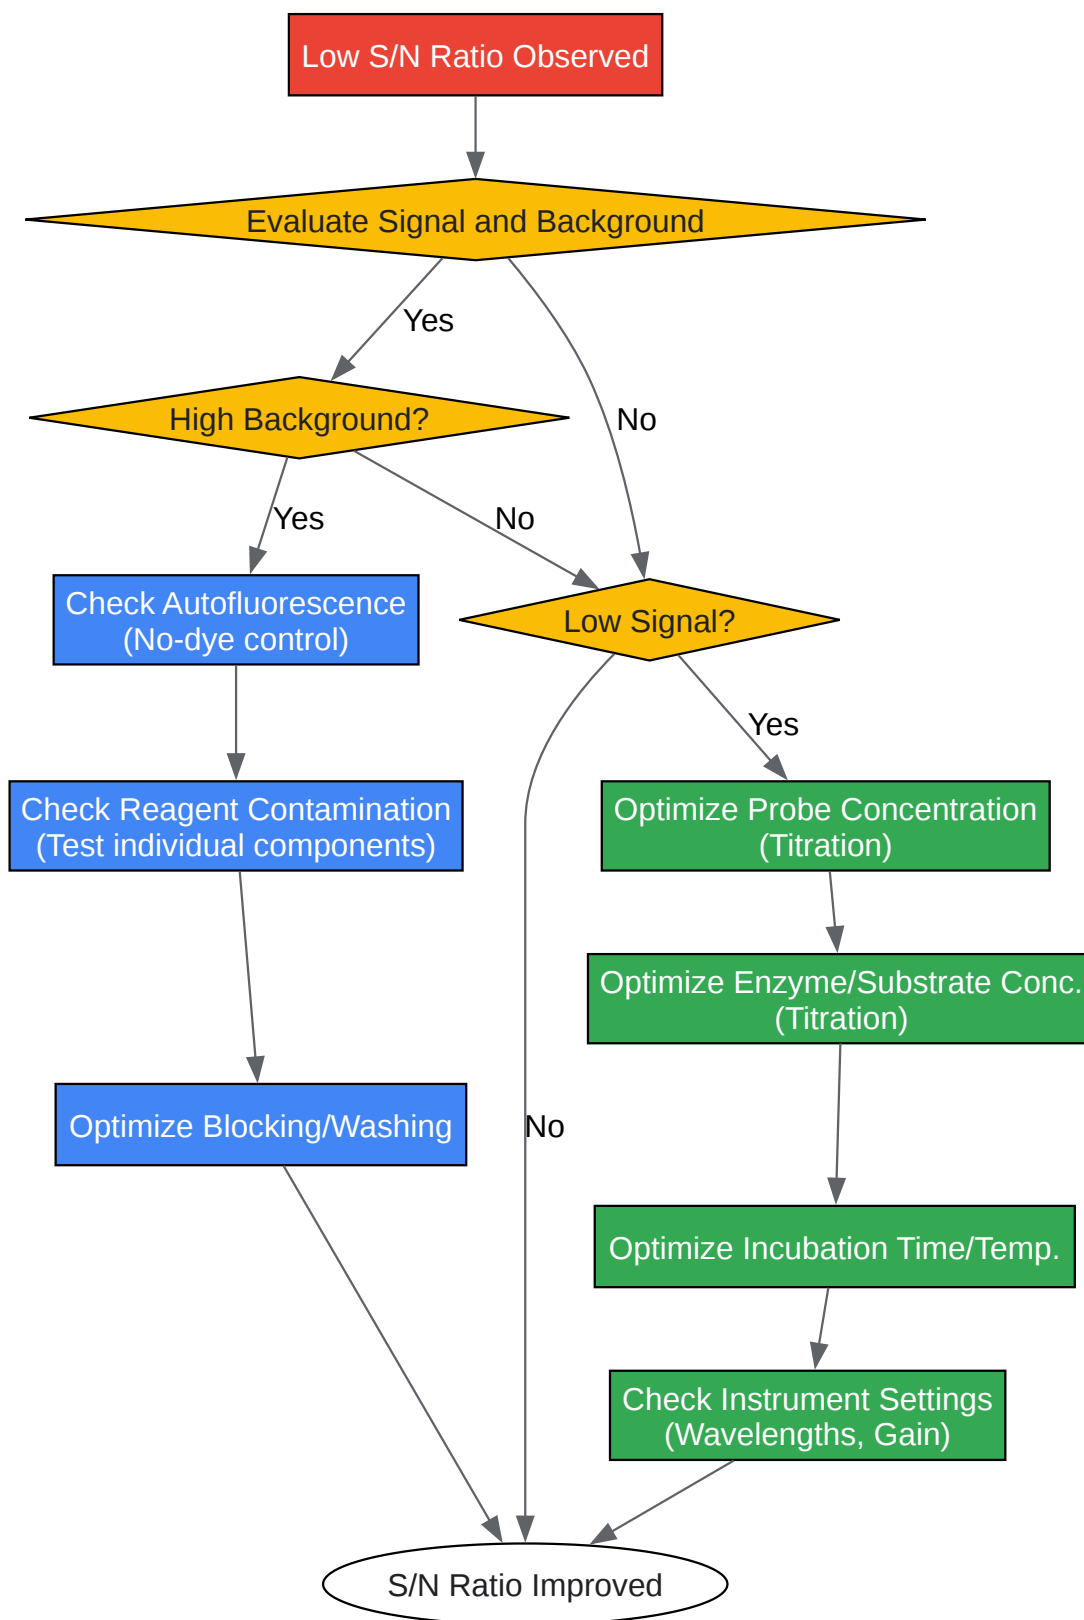 Low S/N Ratio Observed
Evaluate Signal and Background
Yes
High Background?
No
Yes
No
Check Autofluorescence
(No-dye control)
Low Signal?
Yes
Check Reagent Contamination
(Test individual components)
Optimize Probe Concentration
(Titration)
Optimize Enzyme/Substrate Conc.
(Titration)
Optimize Blocking/Washing
No
Optimize Incubation Time/Temp.
Check Instrument Settings
(Wavelengths, Gain)
S/N Ratio Improved